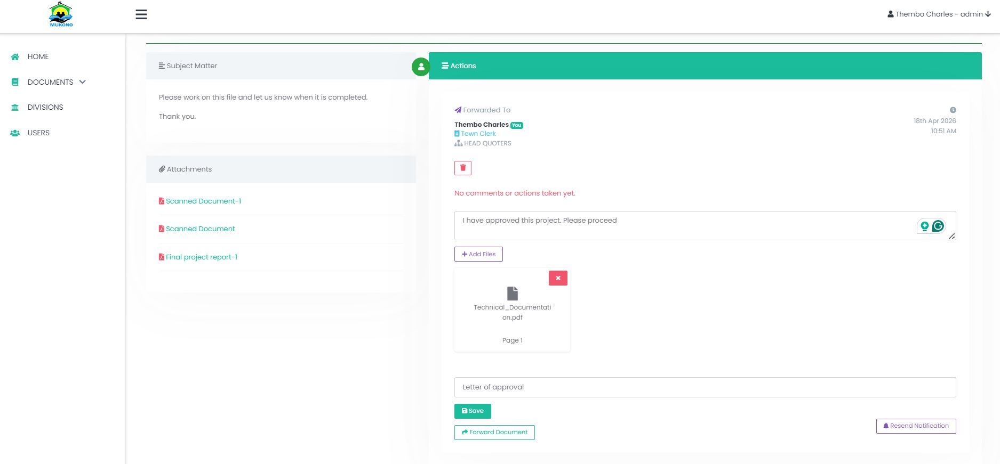 MUKONO
Thembo Charles - admin
HOME
DOCUMENTS
DIVISIONS
USERS
Subject Matter
Please work on this file and let us know when it is completed.
Thank you.
Attachments
Scanned Document-1
Scanned Document
Final project report-1
Actions
Forwarded To
Thembo Charles You
Town Clerk
HEAD QUOTERS
18th Apr 2026
10:51 AM
No comments or actions taken yet.
I have approved this project. Please proceed
Add Files
Technical_Documentati
on.pdf
Page 1
Letter of approval
Save
Forward Document
Resend Notification